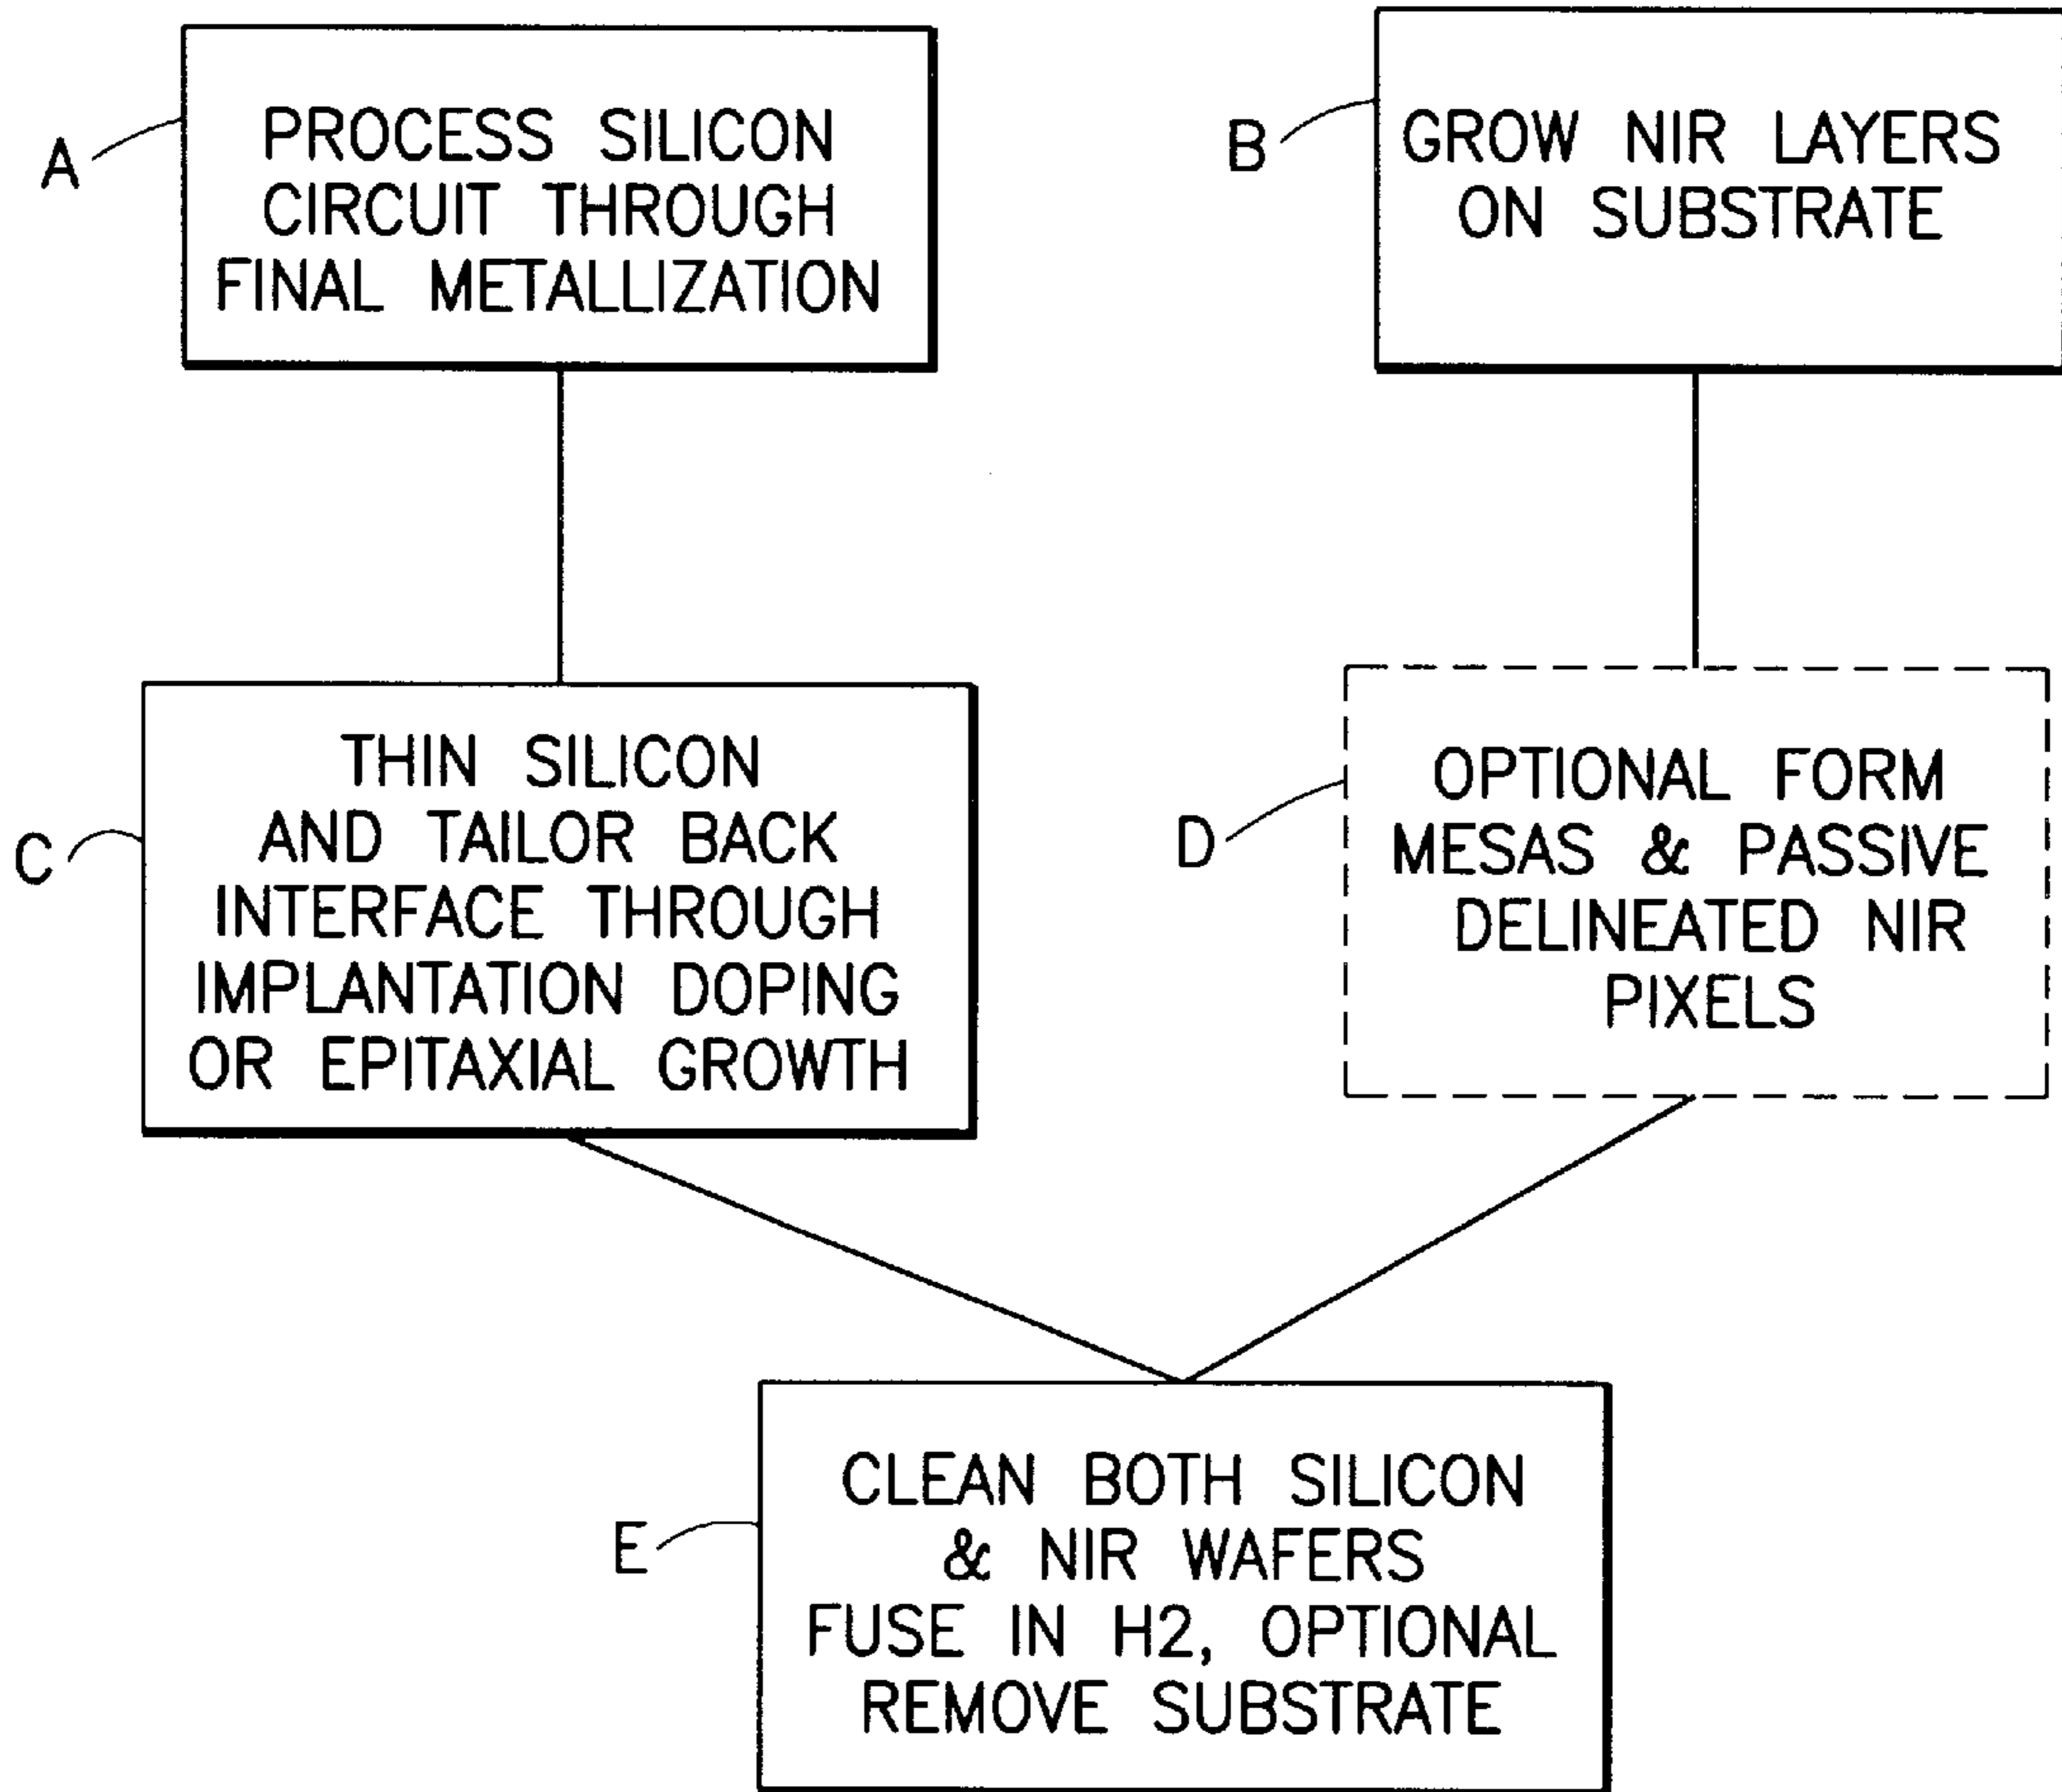 A
PROCESS SILICON
CIRCUIT THROUGH
FINAL METALLIZATION
B
GROW NIR LAYERS
ON SUBSTRATE
C
THIN SILICON
AND TAILOR BACK
INTERFACE THROUGH
IMPLANTATION DOPING
OR EPITAXIAL GROWTH
D
OPTIONAL FORM
MESAS & PASSIVE
DELINEATED NIR
PIXELS
E
CLEAN BOTH SILICON
& NIR WAFERS
FUSE IN H2, OPTIONAL
REMOVE SUBSTRATE